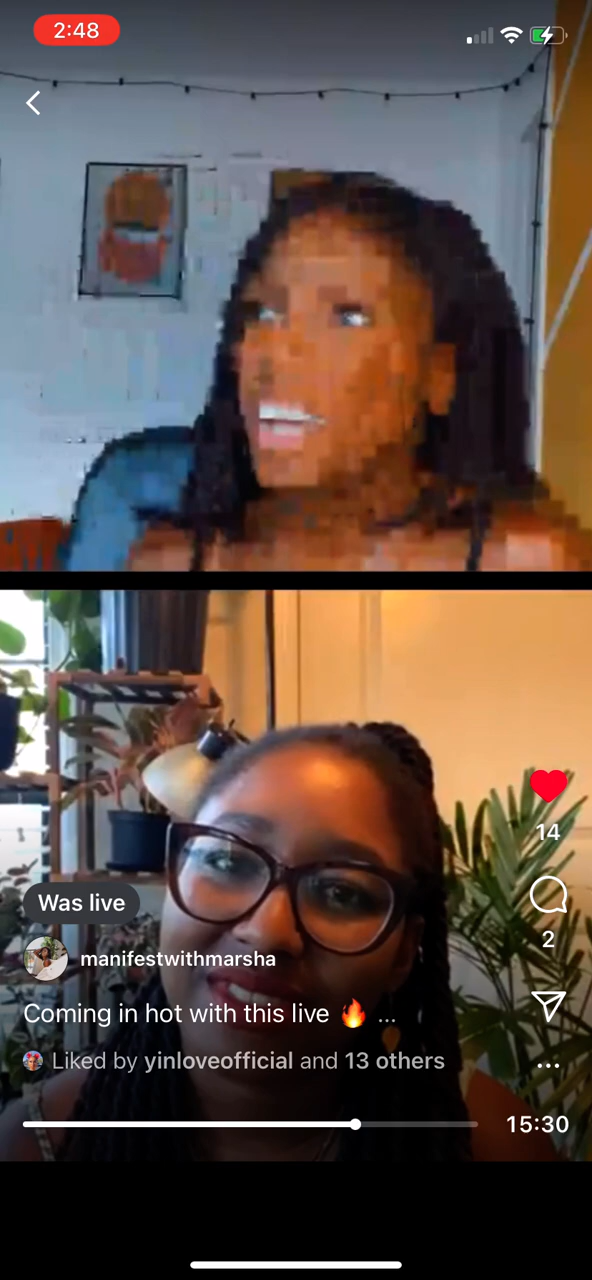 2:48
14
Was live
2
manifestwithmarsha
Coming in hot with this live 🔥 ...
Liked by yinloveofficial and 13 others
15:30